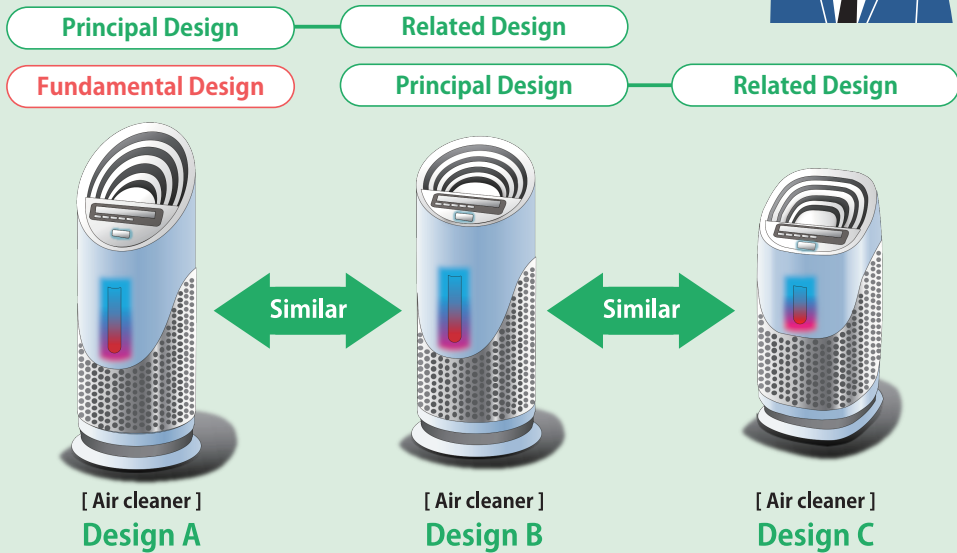 Principal Design
Related Design
Fundamental Design
Principal Design
Related Design
Similar
Similar
[ Air cleaner ]
[ Air cleaner ]
[ Air cleaner ]
Design A
Design B
Design C